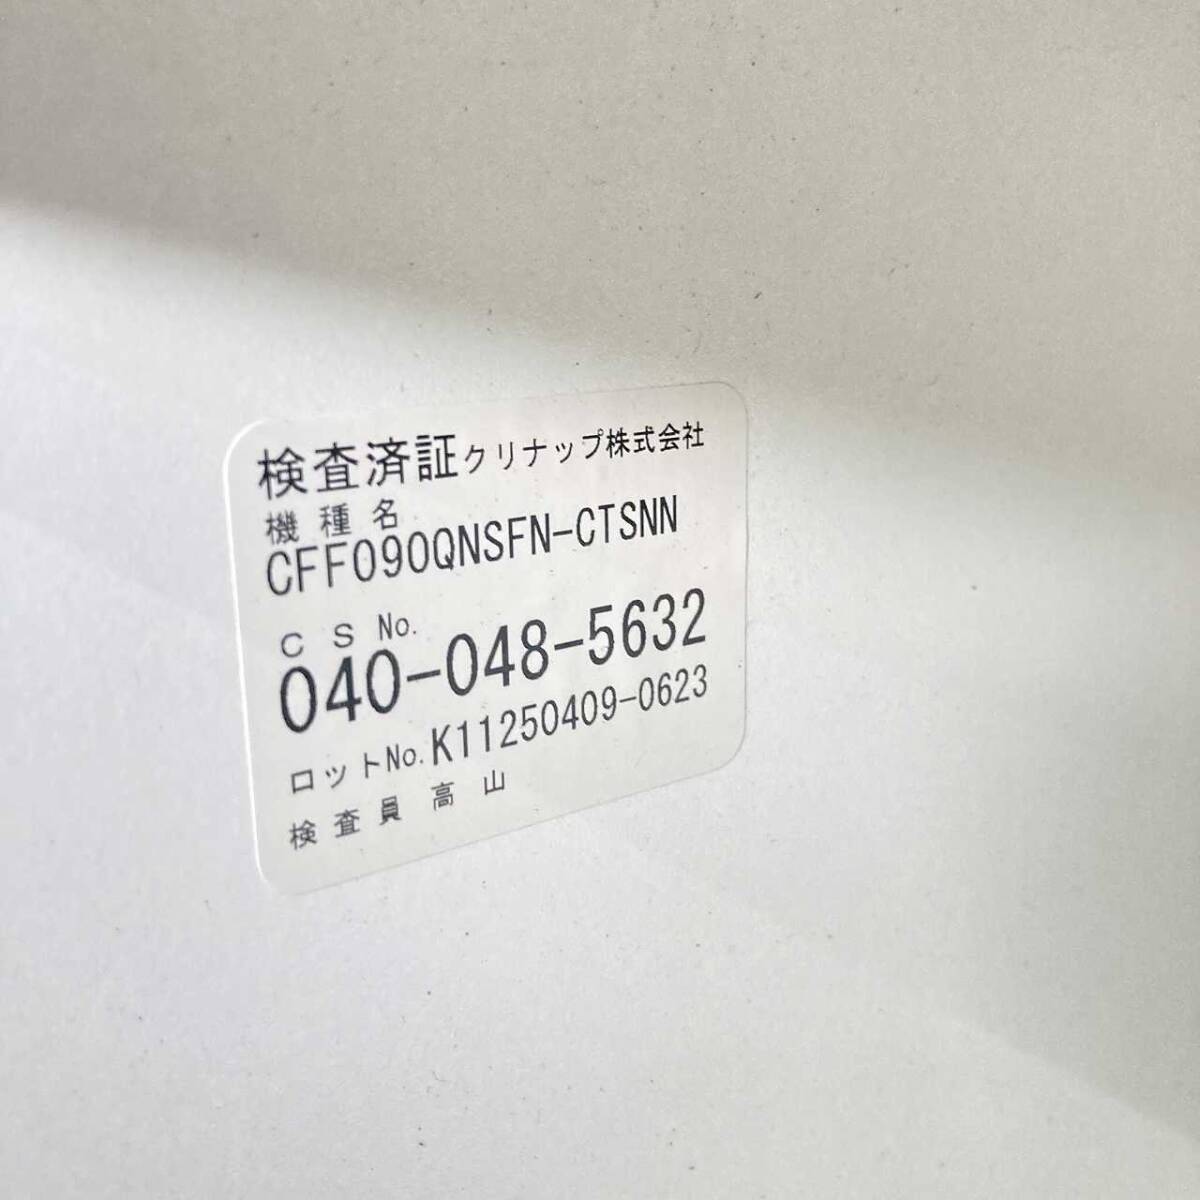 検査済証クリナップ株式会社
機種名
CFF090QNSFN-CTSNN
CS No.
040-048-5632
ロットNo.K11250409-0623
検査員 高山